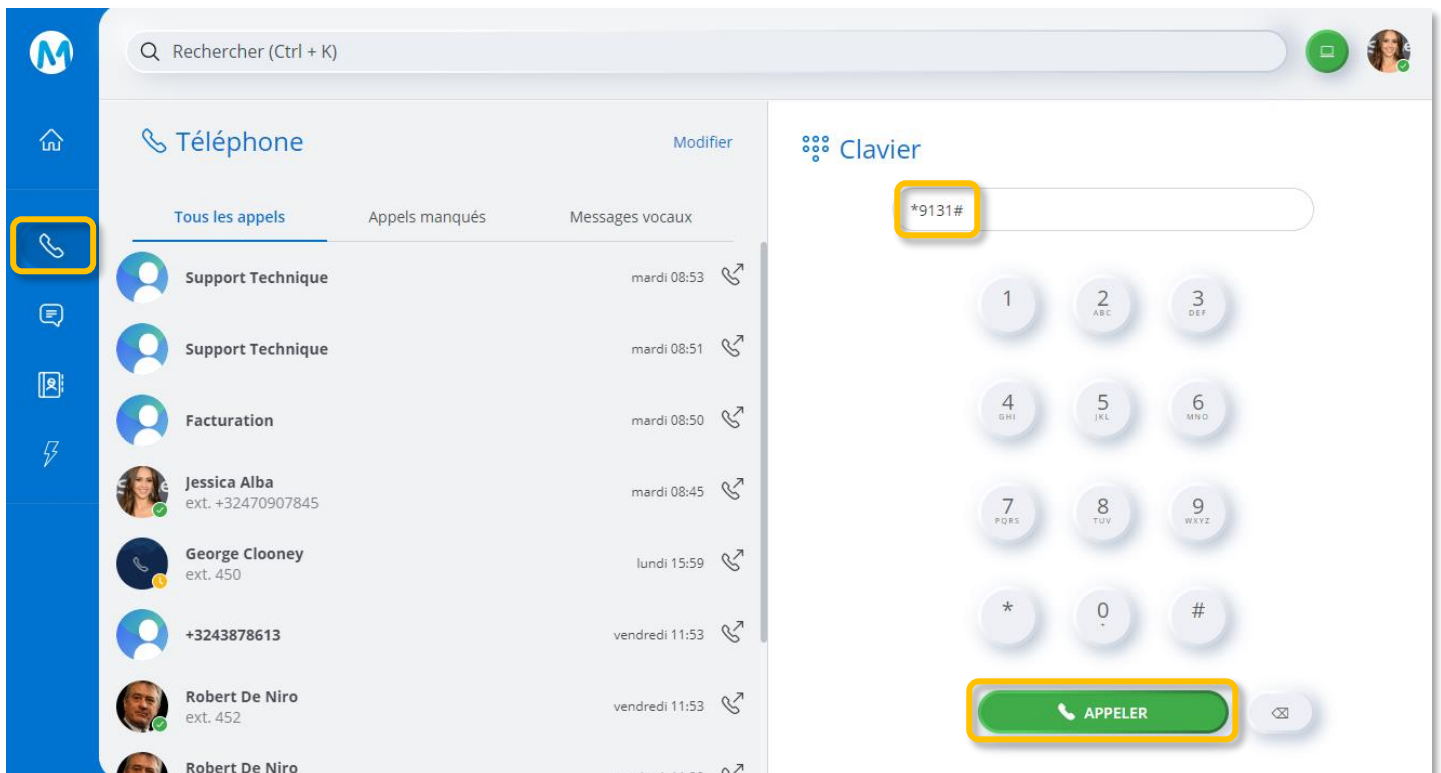 M
Rechercher (Ctrl + K)
Téléphone
Modifier
Tous les appels
Appels manqués
Messages vocaux
Support Technique
mardi 08:53
Support Technique
mardi 08:51
Facturation
mardi 08:50
Jessica Alba
mardi 08:45
ext. +32470907845
George Clooney
lundi 15:59
ext. 450
+3243878613
vendredi 11:53
Robert De Niro
vendredi 11:53
ext. 452
Robert De Niro
Clavier
*9131#
1
2
ABC
3
DEF
4
GHI
5
JKL
6
MNO
7
PQRS
8
TUV
9
WXYZ
*
0
+
#
APPELER